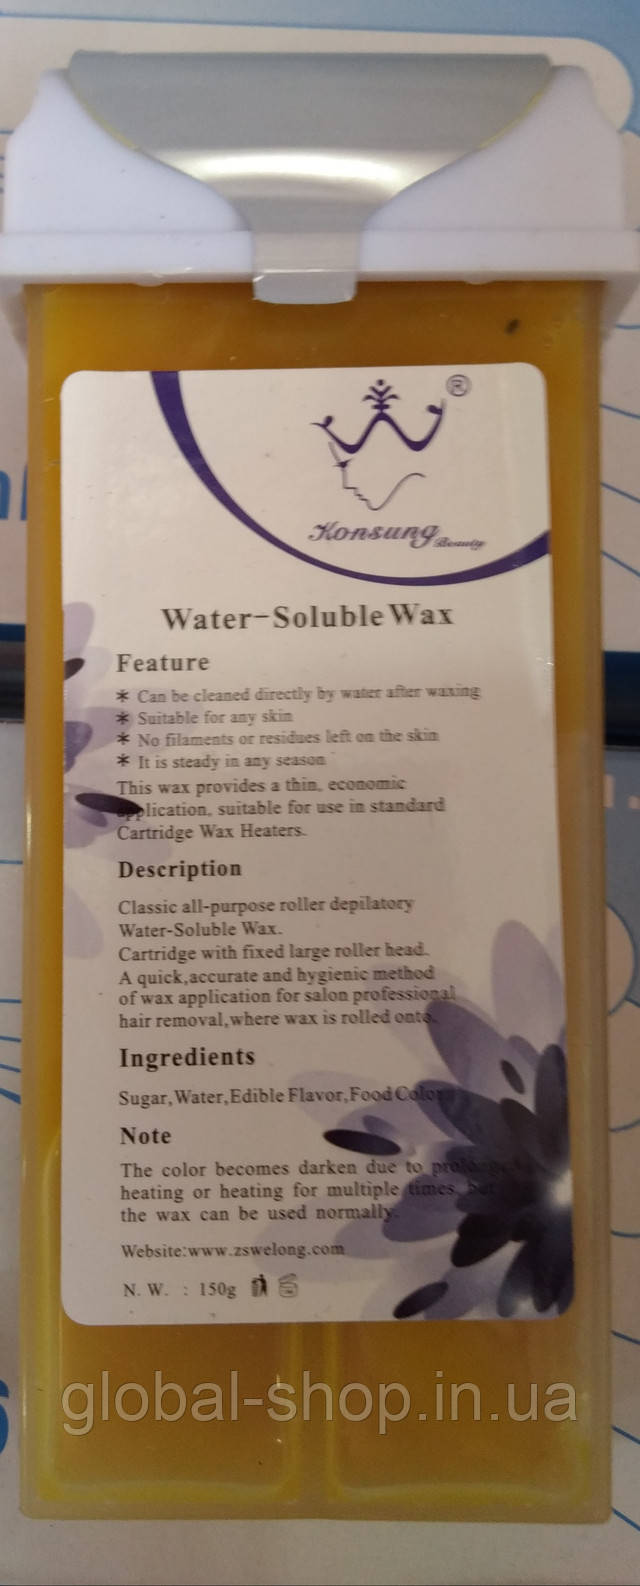 ®
Konsung Beauty
Water-Soluble Wax
Feature
* Can be cleaned directly by water after waxing
* Suitable for any skin
* No filaments or residues left on the skin
* It is steady in any season
This wax provides a thin, economic
application, suitable for use in standard
Cartridge Wax Heaters.
Description
Classic all-purpose roller depilatory
Water-Soluble Wax.
Cartridge with fixed large roller head.
A quick,accurate and hygienic method
of wax application for salon professional
hair removal,where wax is rolled onto.
Ingredients
Sugar,Water,Edible Flavor,Food Color
Note
The color becomes darken due to prolonged
heating or heating for multiple times, but
the wax can be used normally.
Website:www.zswelong.com
N. W. : 150g
global-shop.in.ua